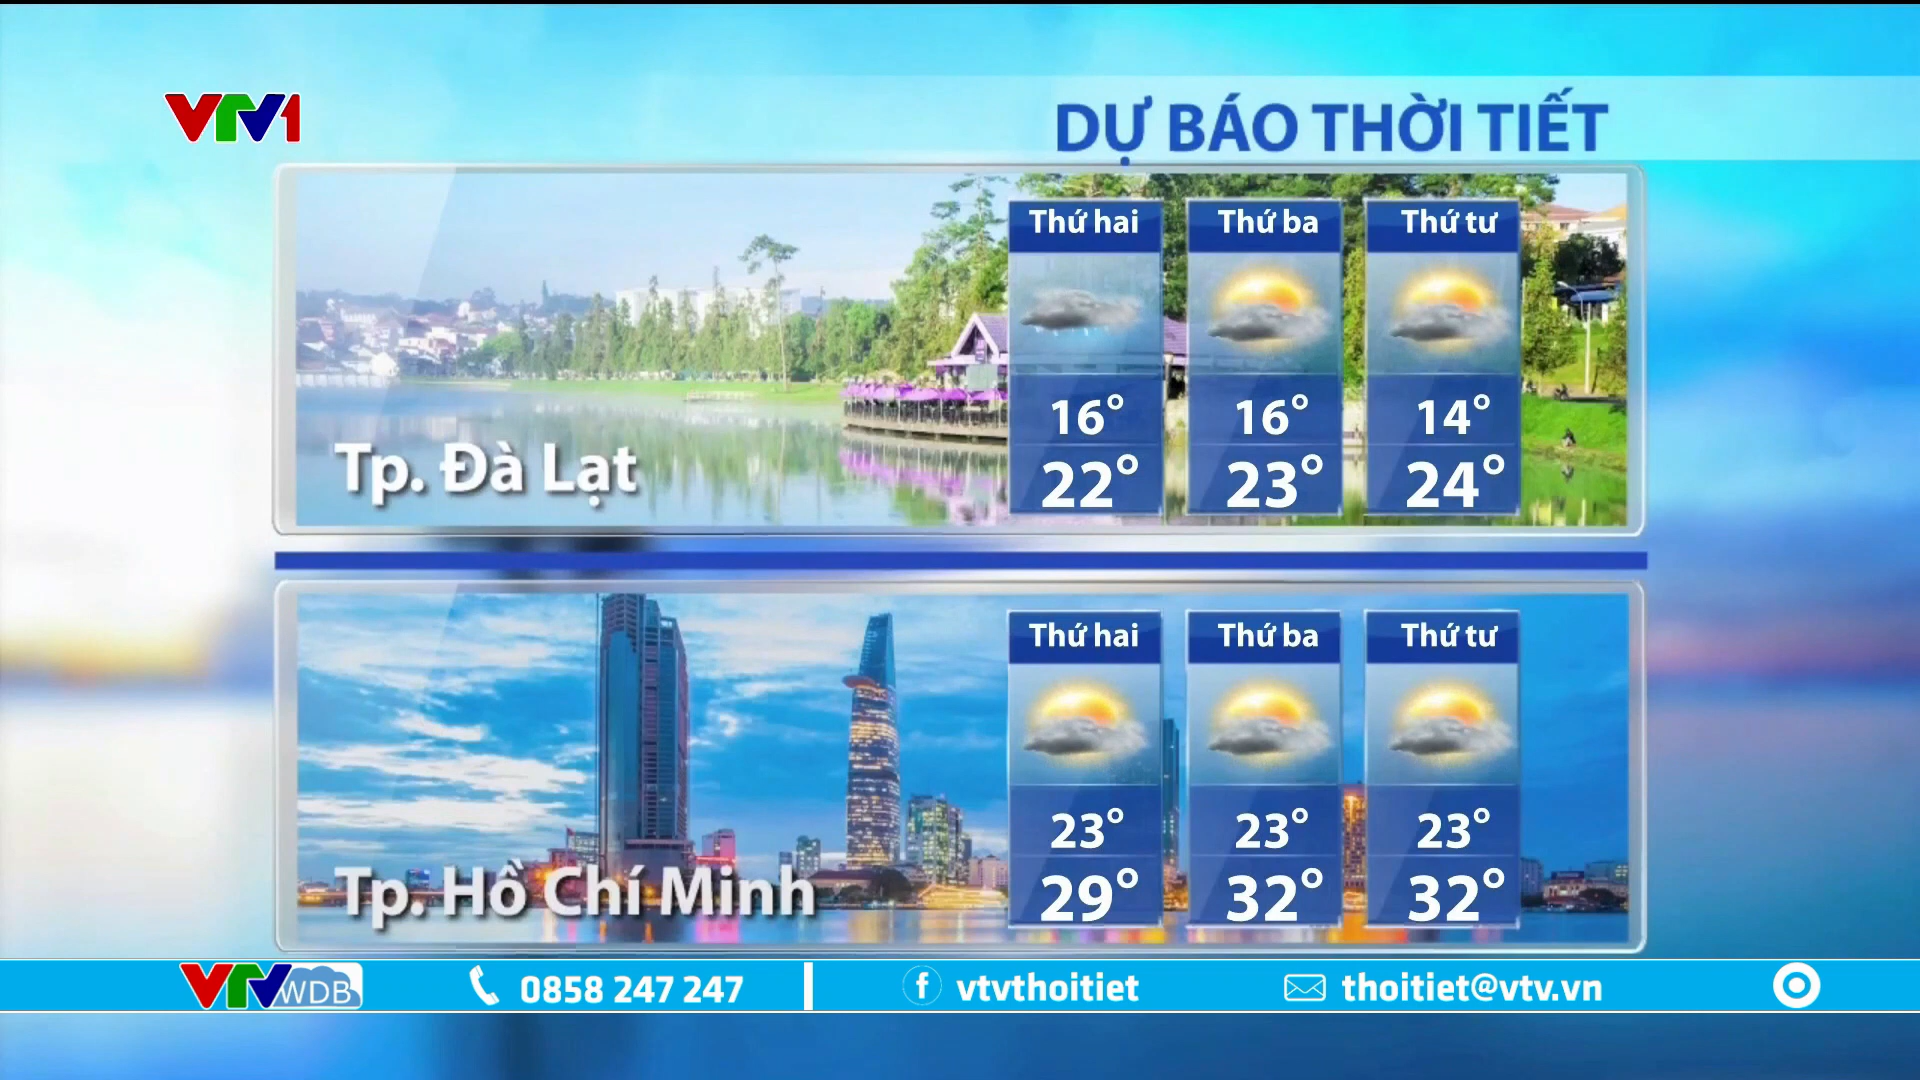 VTV1
DỰ BÁO THỜI TIẾT
Thứ hai Thứ ba Thứ tư
16° 16° 14°
22° 23° 24°
Tp. Đà Lạt
Thứ hai Thứ ba Thứ tư
23° 23° 23°
29° 32° 32°
Tp. Hồ Chí Minh
VTV WDB 0858 247 247 f vtvthoitiet thoitiet@vtv.vn